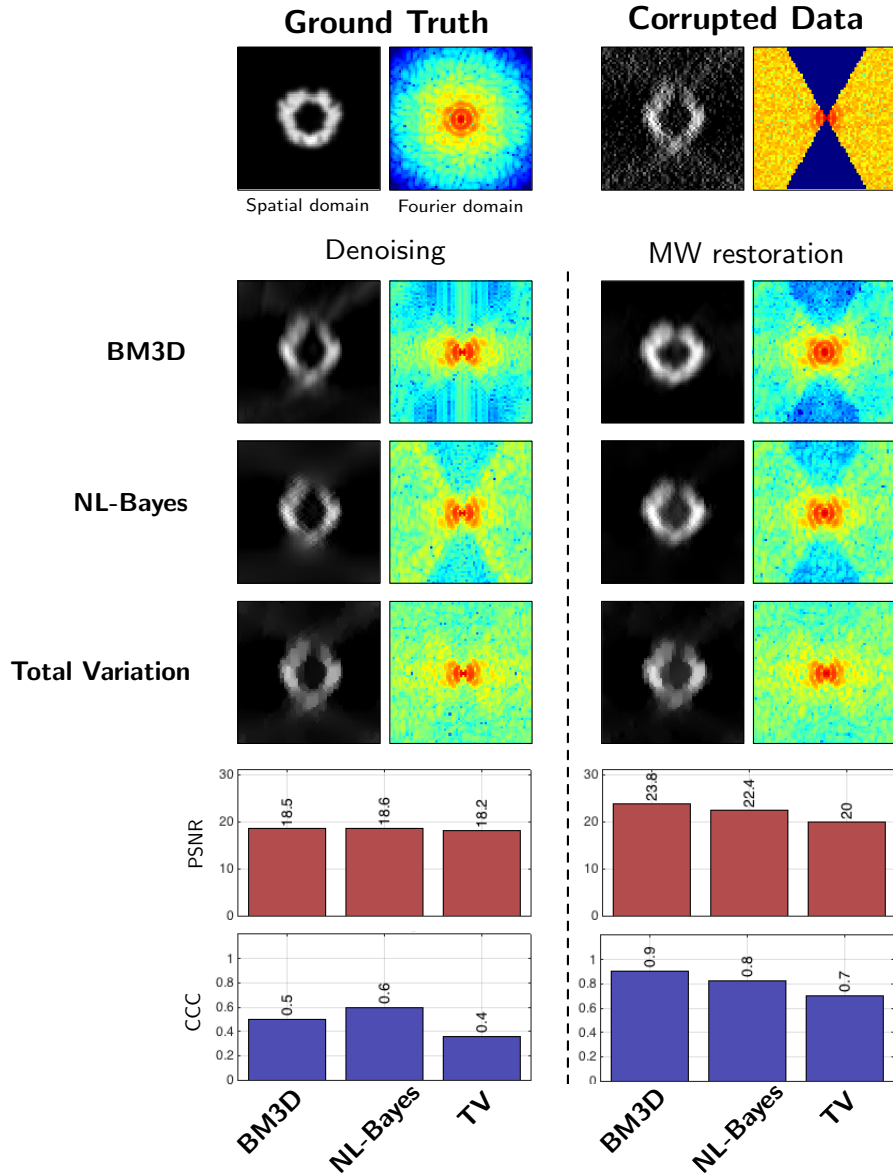 Ground Truth
Corrupted Data
Spatial domain
Fourier domain
Denoising
MW restoration
BM3D
NL-Bayes
Total Variation
PSNR
30
20
10
0
18.5
18.6
18.2
30
20
10
0
23.8
22.4
20
CCC
1
0.8
0.6
0.4
0.2
0
0.5
0.6
0.4
1
0.8
0.6
0.4
0.2
0
0.9
0.8
0.7
BM3D
NL-Bayes
TV
BM3D
NL-Bayes
TV